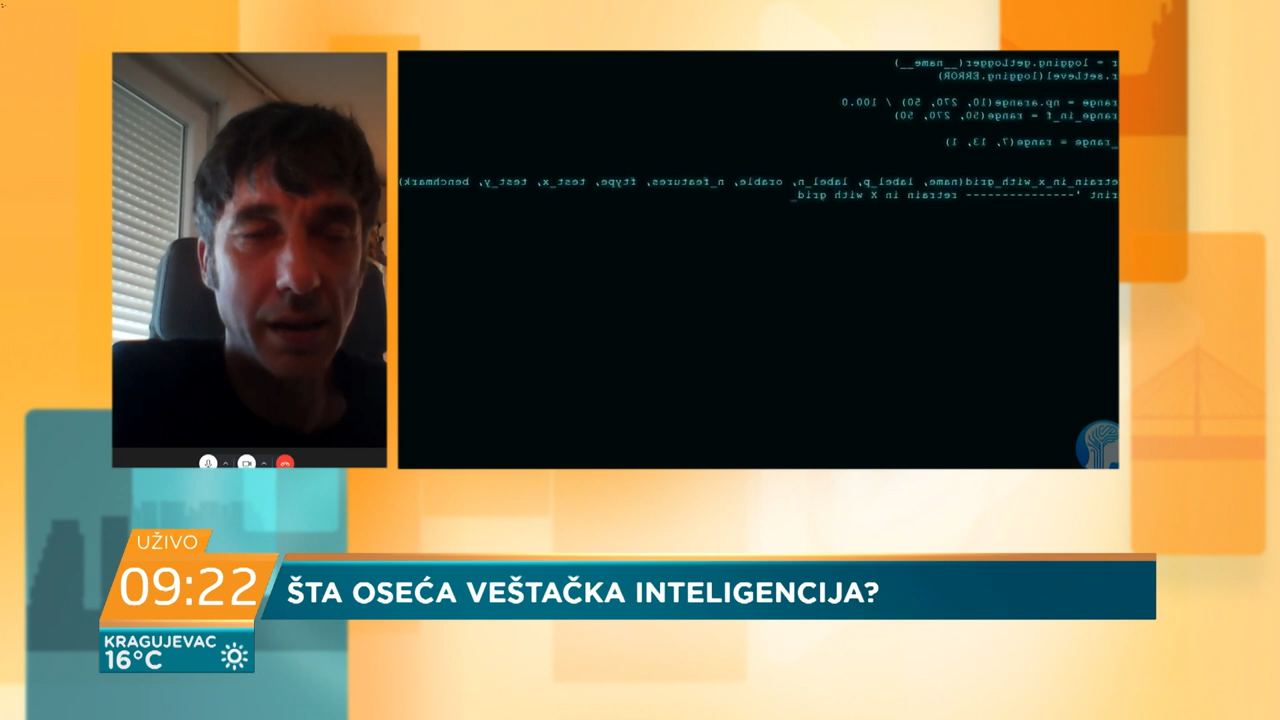 r = logging.getLogger(__name__)
r.setLevel(logging.ERROR)
range = np.arange(10, 270, 50) / 100.0
range_in_f = range(50, 270, 50)
_range = range(7, 13, 1)
etrain_in_x_with_grid(name, label_p, label_n, orable, n_features, ftype, test_x, test_y, benchmark)
rint '--------------- retrain in X with grid_
UŽIVO
09:22
ŠTA OSEĆA VEŠTAČKA INTELIGENCIJA?
KRAGUJEVAC
16°C